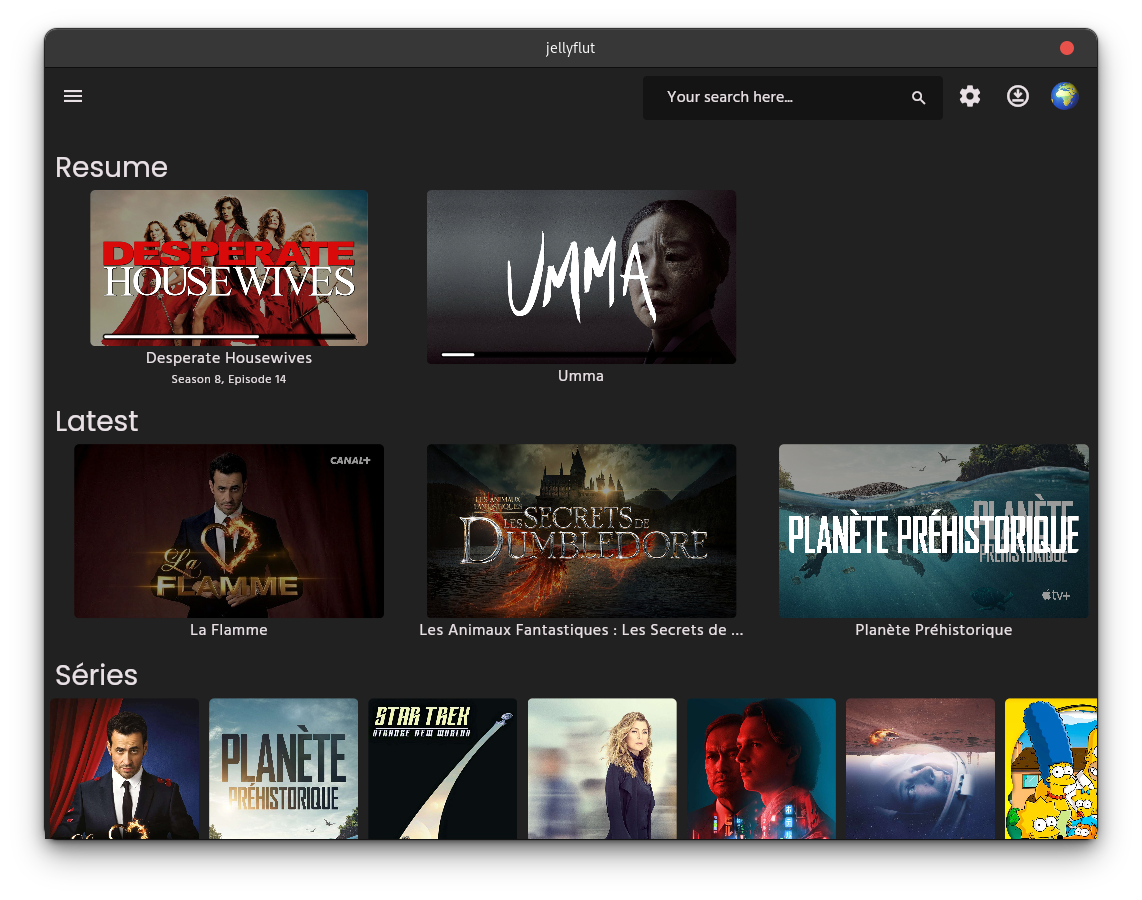 jellyflut
Your search here...
Resume
DESPERATE
HOUSEWIVES
UMMA
Desperate Housewives
Season 8, Episode 14
Umma
Latest
CANAL+
La
FLAMME
LES ANIMAUX
FANTASTIQUES
LES SECRETS DE
DUMBLEDORE
PLANÈTE
PLANÈTE PRÉHISTORIQUE
PRÉHISTORIQUE
tv+
La Flamme
Les Animaux Fantastiques : Les Secrets de ...
Planète Préhistorique
Séries
STAR TREK
STRANGE NEW WORLDS
PLANÈTE
PRÉHISTORIQUE